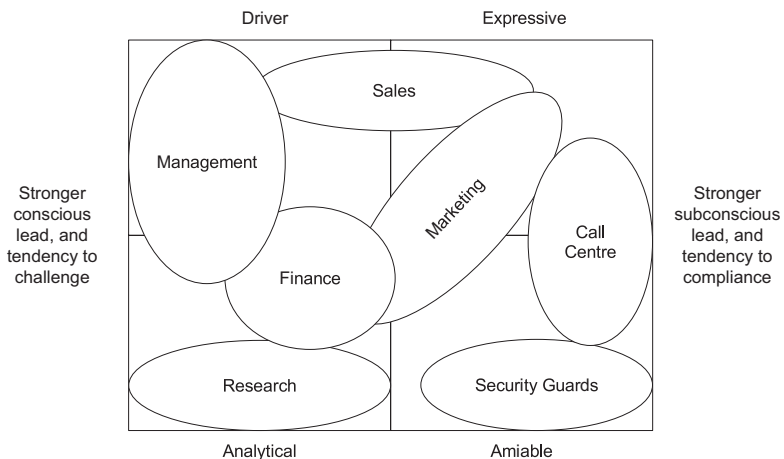 Driver
Expressive
Sales
Management
Marketing
Stronger
conscious
lead, and
tendency to
challenge
Stronger
subconscious
lead, and
tendency to
compliance
Call
Centre
Finance
Research
Security Guards
Analytical
Amiable